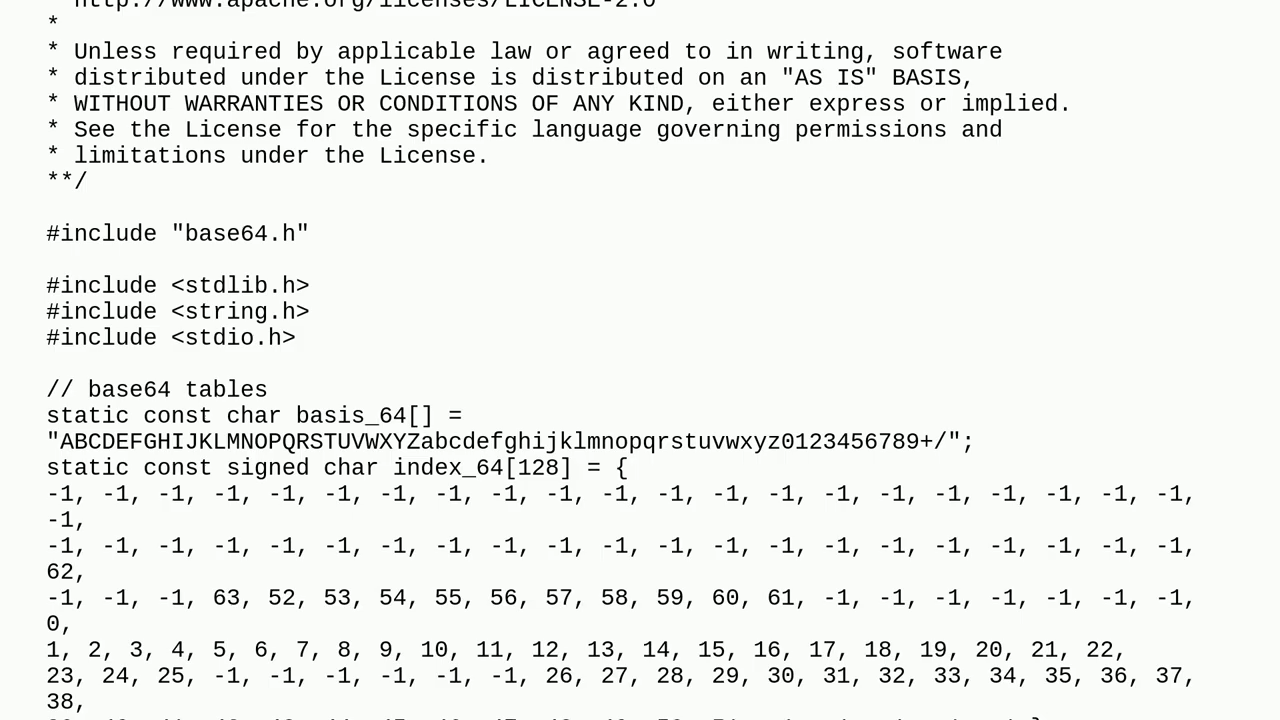 http://www.apache.org/licenses/LICENSE-2.0
*
* Unless required by applicable law or agreed to in writing, software
* distributed under the License is distributed on an "AS IS" BASIS,
* WITHOUT WARRANTIES OR CONDITIONS OF ANY KIND, either express or implied.
* See the License for the specific language governing permissions and
* limitations under the License.
**/
#include "base64.h"
#include <stdlib.h>
#include <string.h>
#include <stdio.h>
// base64 tables
static const char basis_64[] =
"ABCDEFGHIJKLMNOPQRSTUVWXYZabcdefghijklmnopqrstuvwxyz0123456789+/";
static const signed char index_64[128] = {
-1, -1, -1, -1, -1, -1, -1, -1, -1, -1, -1, -1, -1, -1, -1, -1, -1, -1, -1, -1, -1,
-1,
-1, -1, -1, -1, -1, -1, -1, -1, -1, -1, -1, -1, -1, -1, -1, -1, -1, -1, -1, -1, -1,
62,
-1, -1, -1, 63, 52, 53, 54, 55, 56, 57, 58, 59, 60, 61, -1, -1, -1, -1, -1, -1, -1,
0,
1, 2, 3, 4, 5, 6, 7, 8, 9, 10, 11, 12, 13, 14, 15, 16, 17, 18, 19, 20, 21, 22,
23, 24, 25, -1, -1, -1, -1, -1, -1, 26, 27, 28, 29, 30, 31, 32, 33, 34, 35, 36, 37,
38,